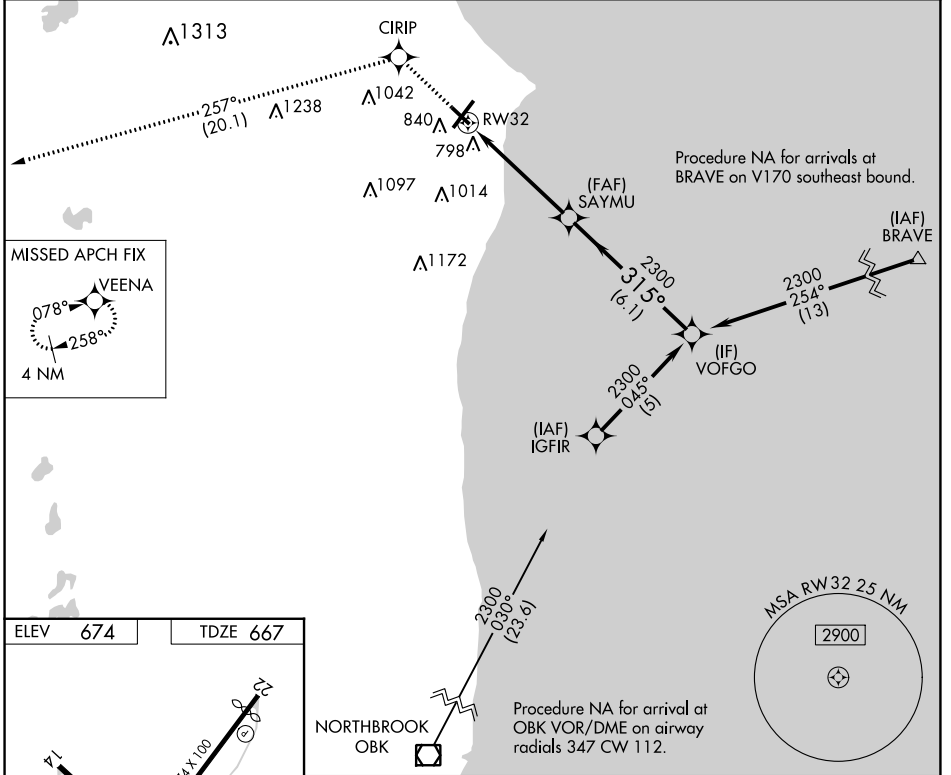 1313
CIRIP
257°
(20.1)
1238
1042
840
RW32
798
Procedure NA for arrivals at
BRAVE on V170 southeast bound.
1097
1014
(FAF)
SAYMU
(IAF)
BRAVE
1172
2300
315°
(6.1)
2300
254°
(13)
MISSED APCH FIX
VEENA
078°
258°
4 NM
(IF)
VOFGO
2300
045°
(5)
(IAF)
IGFIR
2300
030°
(23.6)
MSA RW32 25 NM
2900
ELEV 674
TDZE 667
22
P
14
4 X 100
NORTHBROOK
OBK
Procedure NA for arrival at
OBK VOR/DME on airway
radials 347 CW 112.